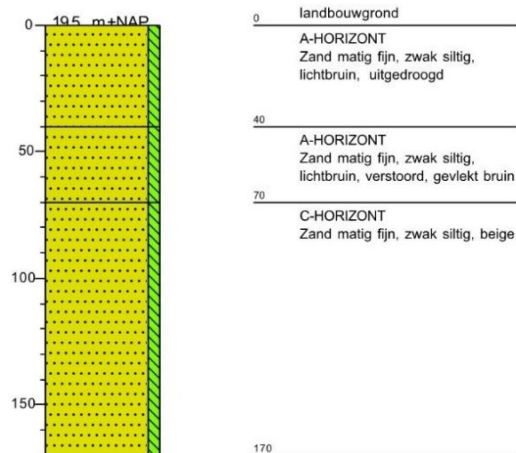 19.5 m+NAP
0
50
100
150
0 landbouwgrond
A-HORIZONT
Zand matig fijn, zwak siltig,
lichtbruin, uitgedroogd
40
A-HORIZONT
Zand matig fijn, zwak siltig,
lichtbruin, verstoord, gevlekt bruin
70
C-HORIZONT
Zand matig fijn, zwak siltig, beige
170